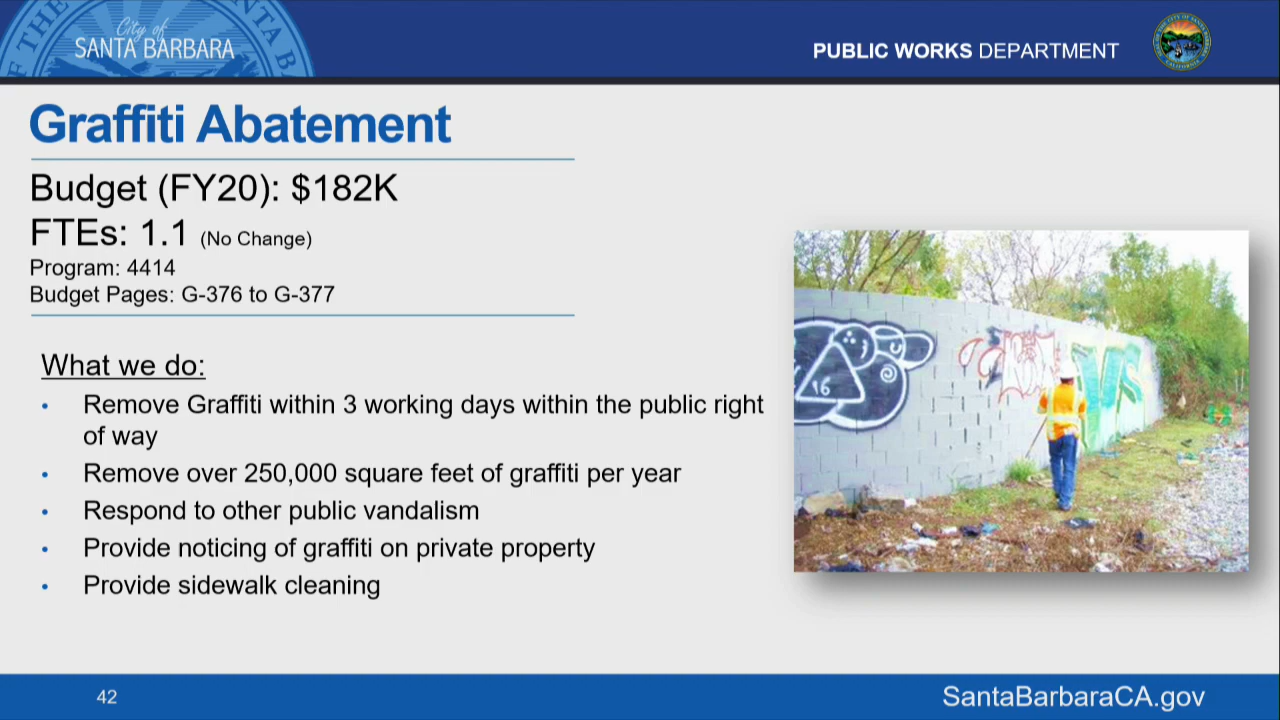 City of
SANTA BARBARA
PUBLIC WORKS DEPARTMENT
Graffiti Abatement
Budget (FY20): $182K
FTEs: 1.1 (No Change)
Program: 4414
Budget Pages: G-376 to G-377
What we do:
• Remove Graffiti within 3 working days within the public right
of way
• Remove over 250,000 square feet of graffiti per year
• Respond to other public vandalism
• Provide noticing of graffiti on private property
• Provide sidewalk cleaning
16
42
SantaBarbaraCA.gov